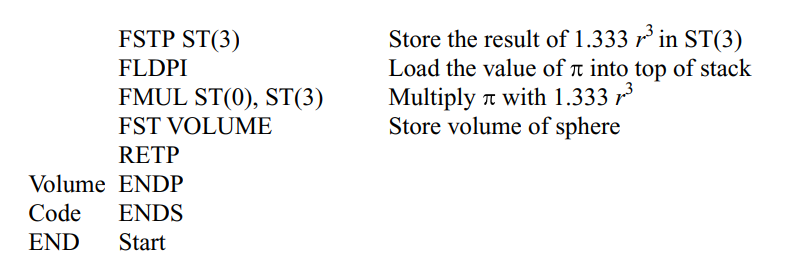 FSTP ST(3) Store the result of 1.333 r³ in ST(3)
FLDPI Load the value of π into top of stack
FMUL ST(0), ST(3) Multiply π with 1.333 r³
FST VOLUME Store volume of sphere
RETP
Volume ENDP
Code ENDS
END Start